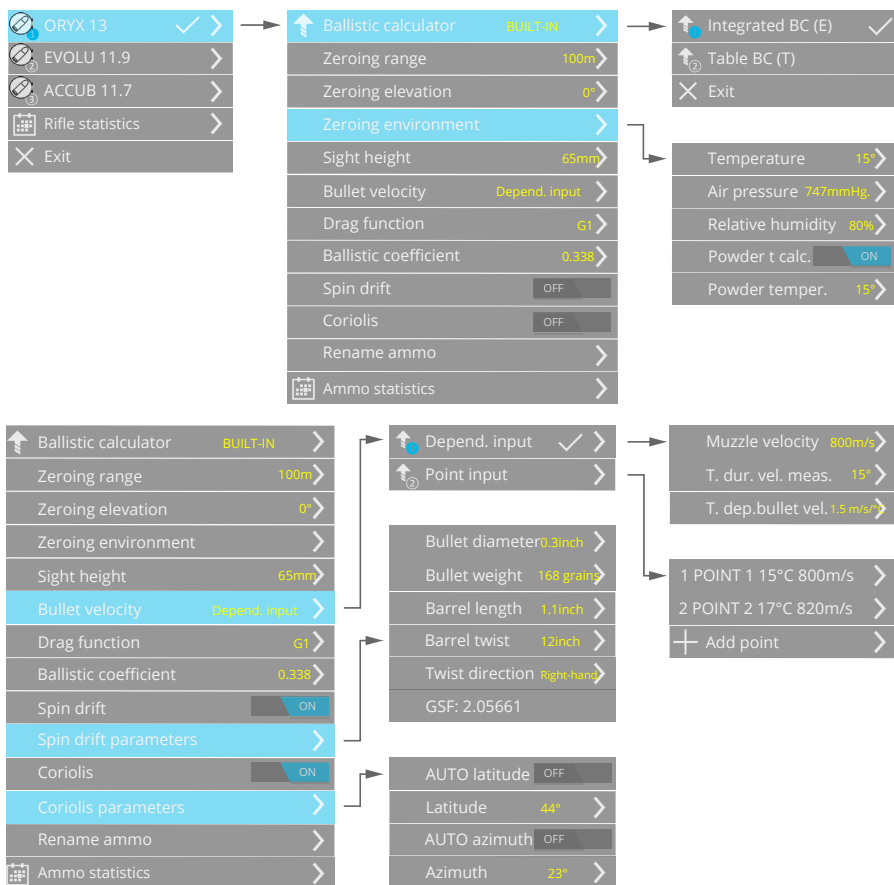 ORYX 13
1
EVOLU 11.9
2
ACCUB 11.7
3
Rifle statistics
Exit
Ballistic calculator BUILT-IN
Zeroing range 100m
Zeroing elevation 0°
Zeroing environment
Sight height 65mm
Bullet velocity Depend. input
Drag function G1
Ballistic coefficient 0.338
Spin drift OFF
Coriolis OFF
Rename ammo
Ammo statistics
Integrated BC (E)
1
Table BC (T)
2
Exit
Temperature 15°
Air pressure 747mmHg.
Relative humidity 80%
Powder t calc. ON
Powder temper. 15°
Ballistic calculator BUILT-IN
Zeroing range 100m
Zeroing elevation 0°
Zeroing environment
Sight height 65mm
Bullet velocity Depend. input
Drag function G1
Ballistic coefficient 0.338
Spin drift ON
Spin drift parameters
Coriolis ON
Coriolis parameters
Rename ammo
Ammo statistics
Depend. input
1
Point input
2
Muzzle velocity 800m/s
T. dur. vel. meas. 15°
T. dep.bullet vel. 1.5 m/s/°C
1 POINT 1 15°C 800m/s
2 POINT 2 17°C 820m/s
Add point
Bullet diameter 0.3inch
Bullet weight 168 grains
Barrel length 1.1inch
Barrel twist 12inch
Twist direction Right-hand
GSF: 2.05661
AUTO latitude OFF
Latitude 44°
AUTO azimuth OFF
Azimuth 23°